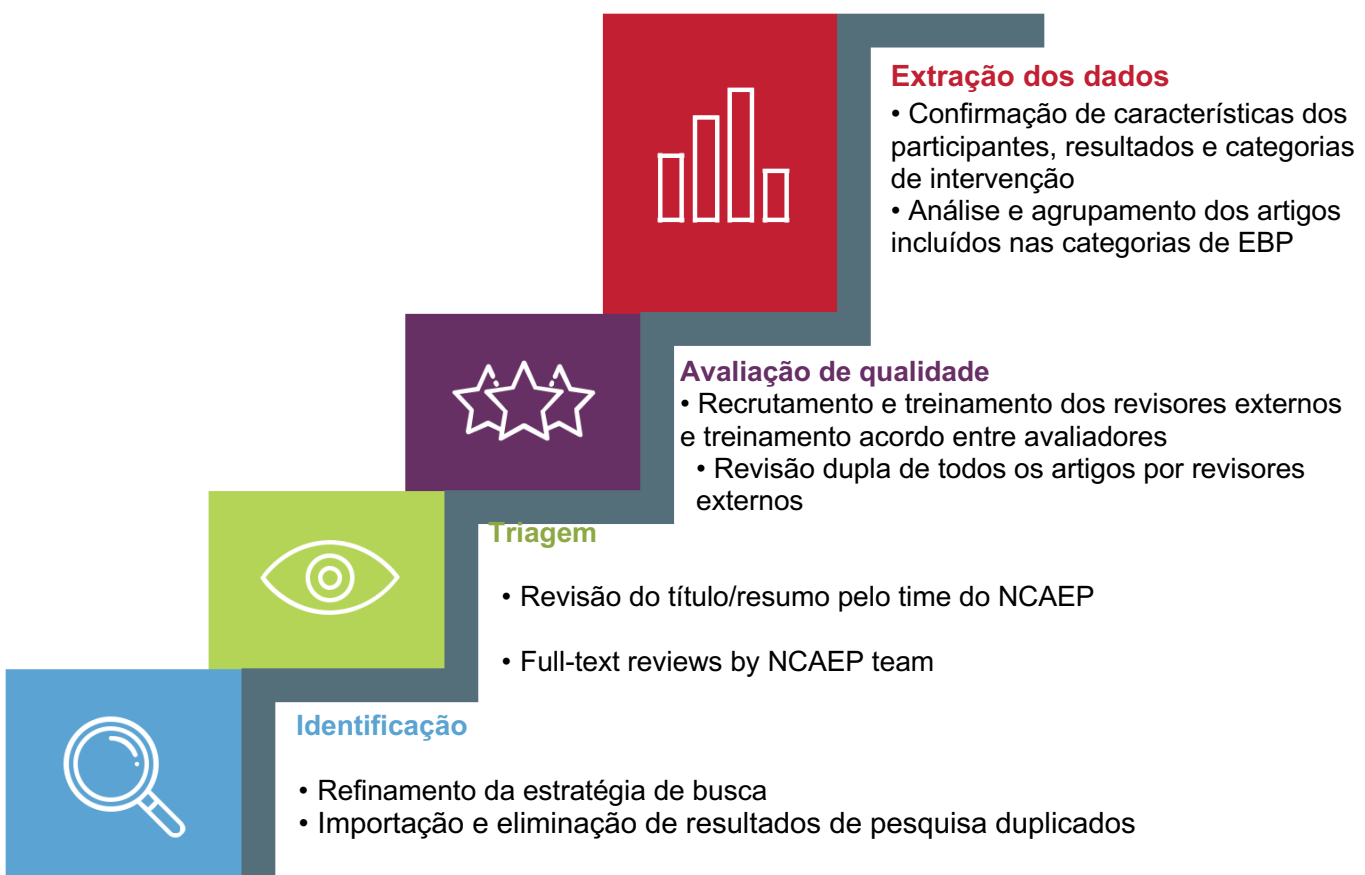 Extração dos dados
• Confirmação de características dos
participantes, resultados e categorias
de intervenção
• Análise e agrupamento dos artigos
incluídos nas categorias de EBP
Avaliação de qualidade
• Recrutamento e treinamento dos revisores externos
e treinamento acordo entre avaliadores
• Revisão dupla de todos os artigos por revisores
externos
Triagem
• Revisão do título/resumo pelo time do NCAEP
• Full-text reviews by NCAEP team
Identificação
• Refinamento da estratégia de busca
• Importação e eliminação de resultados de pesquisa duplicados